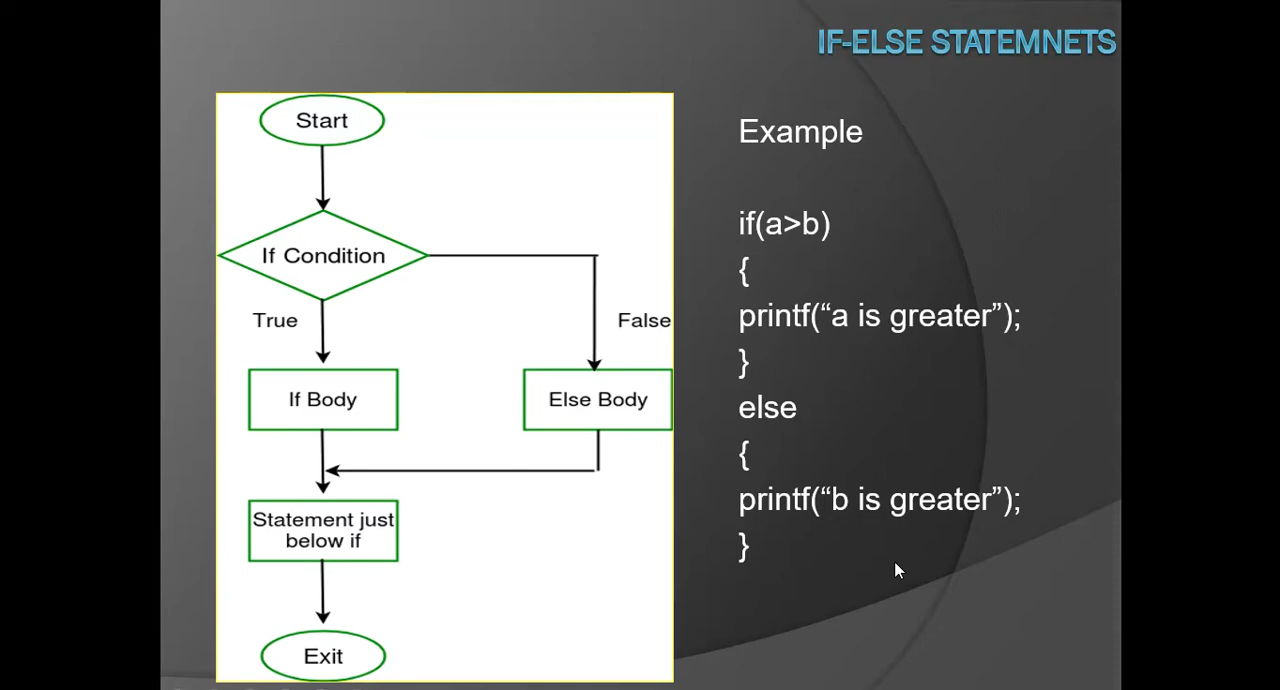 IF-ELSE STATEMNETS
Start
If Condition
True
False
If Body
Else Body
Statement just
below if
Exit
Example
if(a>b)
{
printf(“a is greater”);
}
else
{
printf(“b is greater”);
}